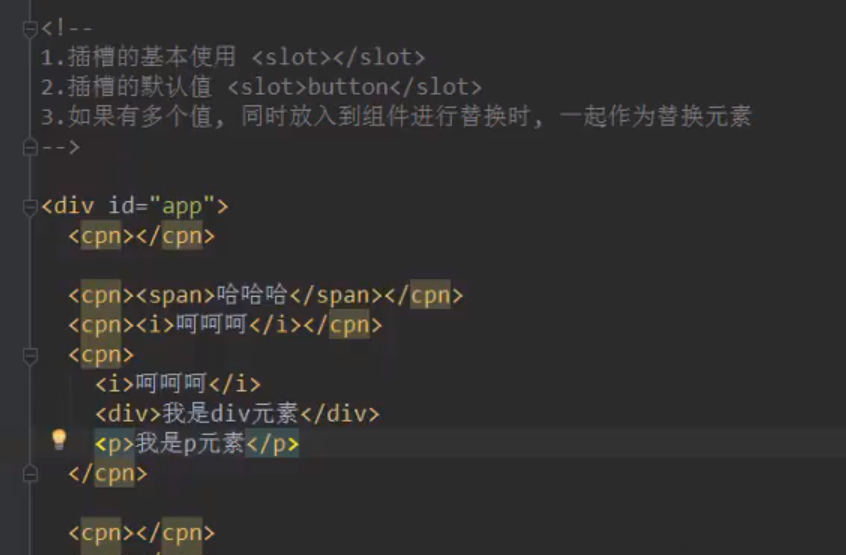 <!--
1.插槽的基本使用 <slot></slot>
2.插槽的默认值 <slot>button</slot>
3.如果有多个值, 同时放入到组件进行替换时, 一起作为替换元素
-->
<div id="app">
<cpn></cpn>
<cpn><span>哈哈哈</span></cpn>
<cpn><i>呵呵呵</i></cpn>
<cpn>
<i>呵呵呵</i>
<div>我是div元素</div>
<p>我是p元素</p>
</cpn>
<cpn></cpn>